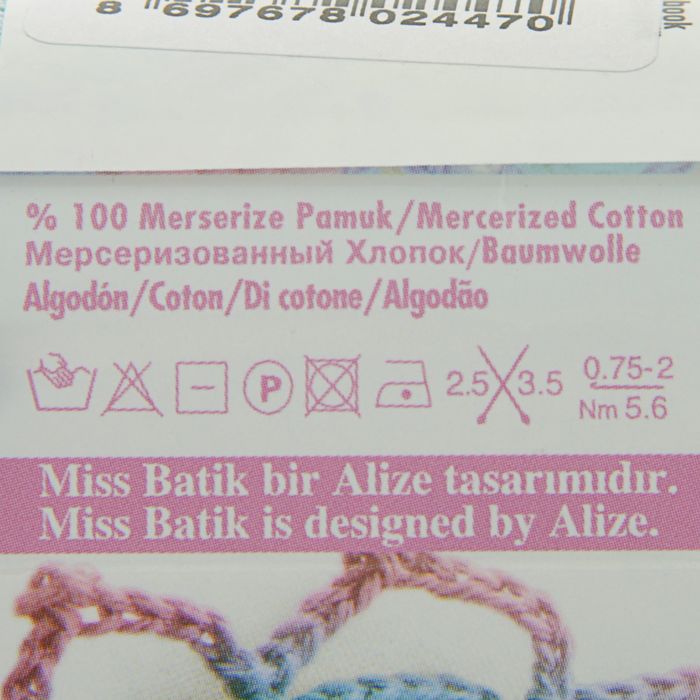 book
8 697678 024470
% 100 Merserize Pamuk/Mercerized Cotton
Мерсеризованный Хлопок/Baumwolle
Algodón/Coton/Di cotone/Algodão
P
2.5 3.5
0.75-2
Nm 5.6
Miss Batik bir Alize tasarımıdır.
Miss Batik is designed by Alize.